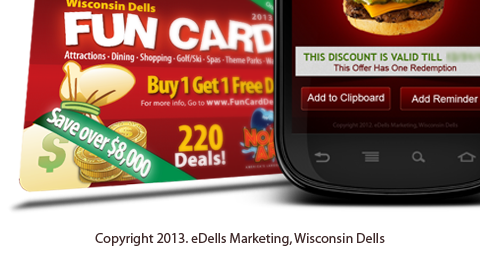 Wisconsin Dells
2013
FUN CARD
Attractions • Dining • Shopping • Golf/Ski • Spas • Theme Parks
Buy 1 Get 1 Free
For more info, Go to www.FunCardDe
Save over $8,000
220
Deals!
THIS DISCOUNT IS VALID TILL
This Offer Has One Redemption
Add to Clipboard
Add Reminder
Copyright 2013. eDells Marketing, Wisconsin Dells
Copyright 2013. eDells Marketing, Wisconsin Dells